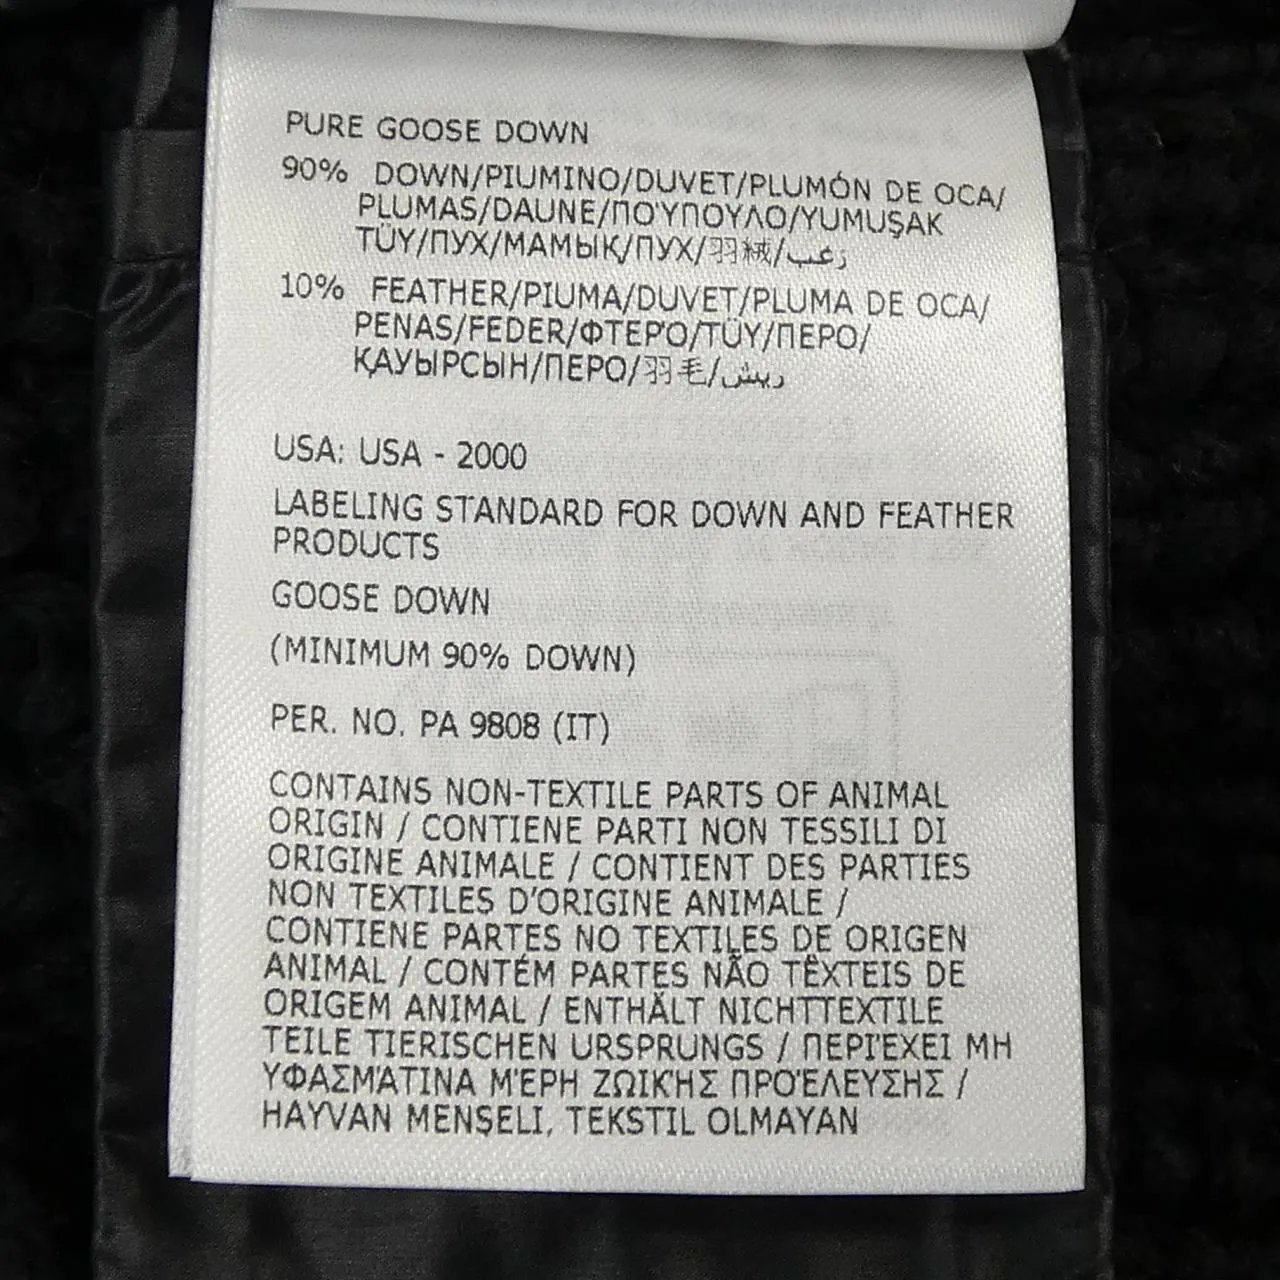 PURE GOOSE DOWN
90% DOWN/PIUMINO/DUVET/PLUMÓN DE OCA/
PLUMAS/DAUNE/ΠΟΎΠΟΥΛΟ/YUMUŞAK
TÜY/ПУХ/МАМЫҚ/ПУХ/羽絨/زغب
10% FEATHER/PIUMA/DUVET/PLUMA DE OCA/
PENAS/FEDER/ΦΤΕΡΌ/TÜY/ПЕРО/
ҚАУЫРСЫН/ПЕРО/羽毛/ريش
USA: USA - 2000
LABELING STANDARD FOR DOWN AND FEATHER
PRODUCTS
GOOSE DOWN
(MINIMUM 90% DOWN)
PER. NO. PA 9808 (IT)
CONTAINS NON-TEXTILE PARTS OF ANIMAL
ORIGIN / CONTIENE PARTI NON TESSILI DI
ORIGINE ANIMALE / CONTIENT DES PARTIES
NON TEXTILES D'ORIGINE ANIMALE /
CONTIENE PARTES NO TEXTILES DE ORIGEN
ANIMAL / CONTÉM PARTES NÃO TÊXTEIS DE
ORIGEM ANIMAL / ENTHÄLT NICHTTEXTILE
TEILE TIERISCHEN URSPRUNGS / ΠΕΡΙΈΧΕΙ ΜΗ
ΥΦΑΣΜΆΤΙΝΑ ΜΈΡΗ ΖΩΙΚΉΣ ΠΡΟΈΛΕΥΣΗΣ /
HAYVAN MENŞELI, TEKSTIL OLMAYAN